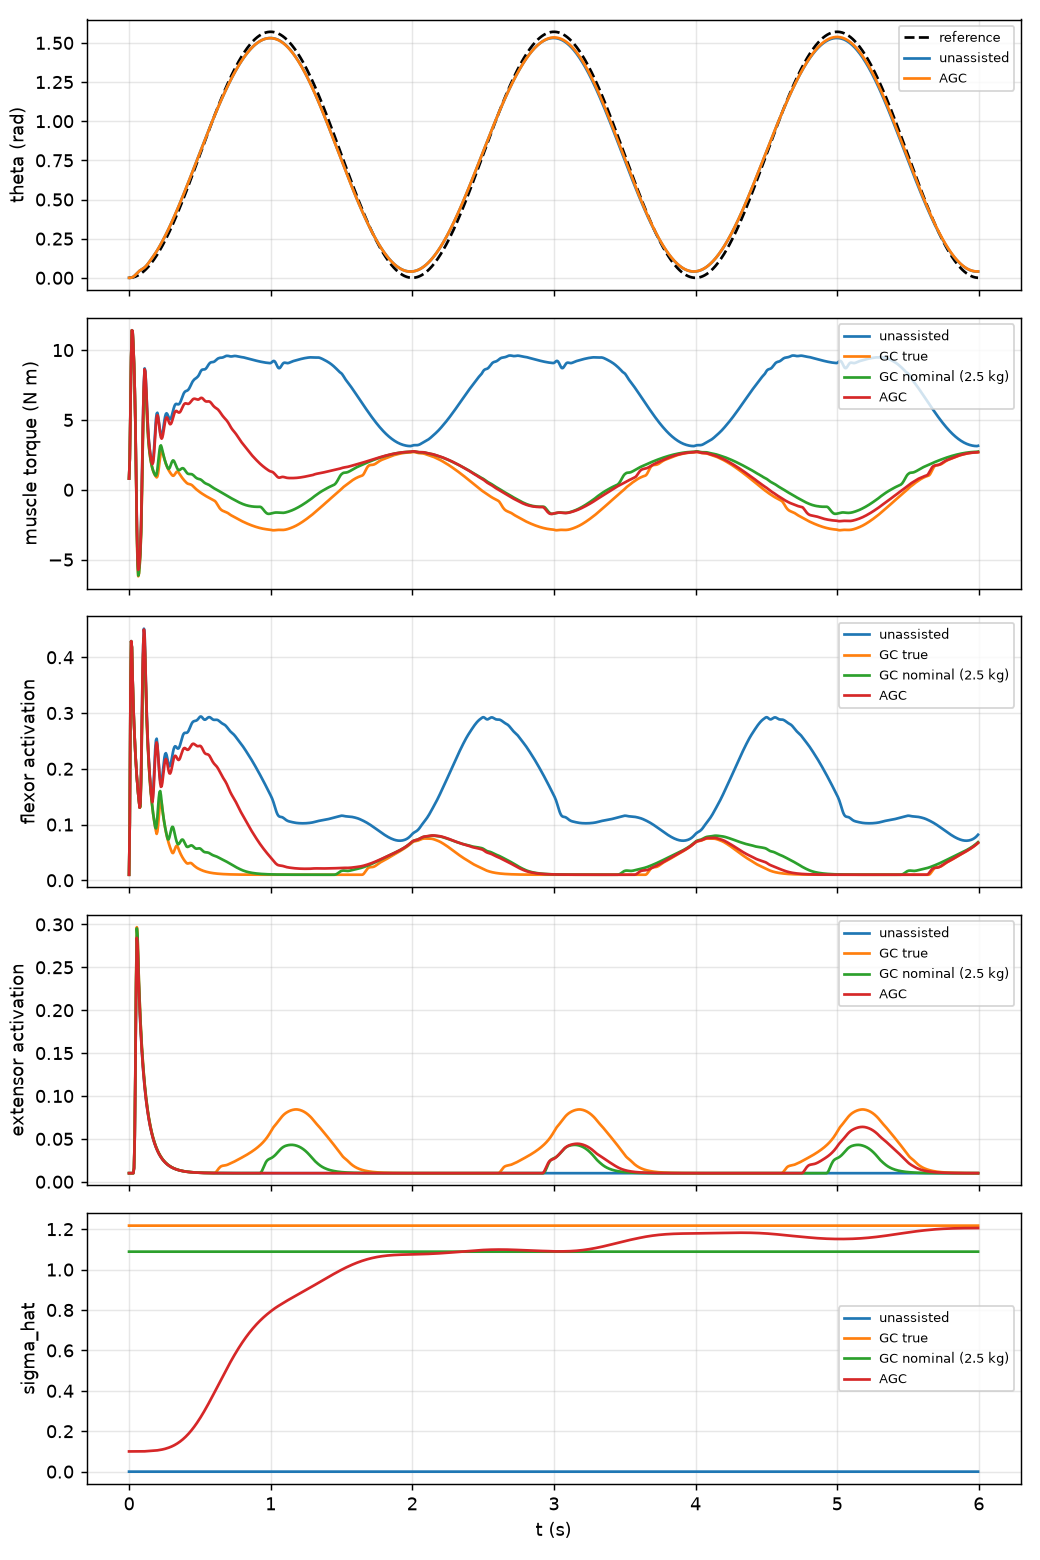 theta (rad)
1.50
1.25
1.00
0.75
0.50
0.25
0.00
reference
unassisted
AGC
muscle torque (N m)
10
5
0
−5
unassisted
GC true
GC nominal (2.5 kg)
AGC
flexor activation
0.4
0.3
0.2
0.1
0.0
unassisted
GC true
GC nominal (2.5 kg)
AGC
extensor activation
0.30
0.25
0.20
0.15
0.10
0.05
0.00
unassisted
GC true
GC nominal (2.5 kg)
AGC
sigma_hat
1.2
1.0
0.8
0.6
0.4
0.2
0.0
unassisted
GC true
GC nominal (2.5 kg)
AGC
0 1 2 3 4 5 6
t (s)